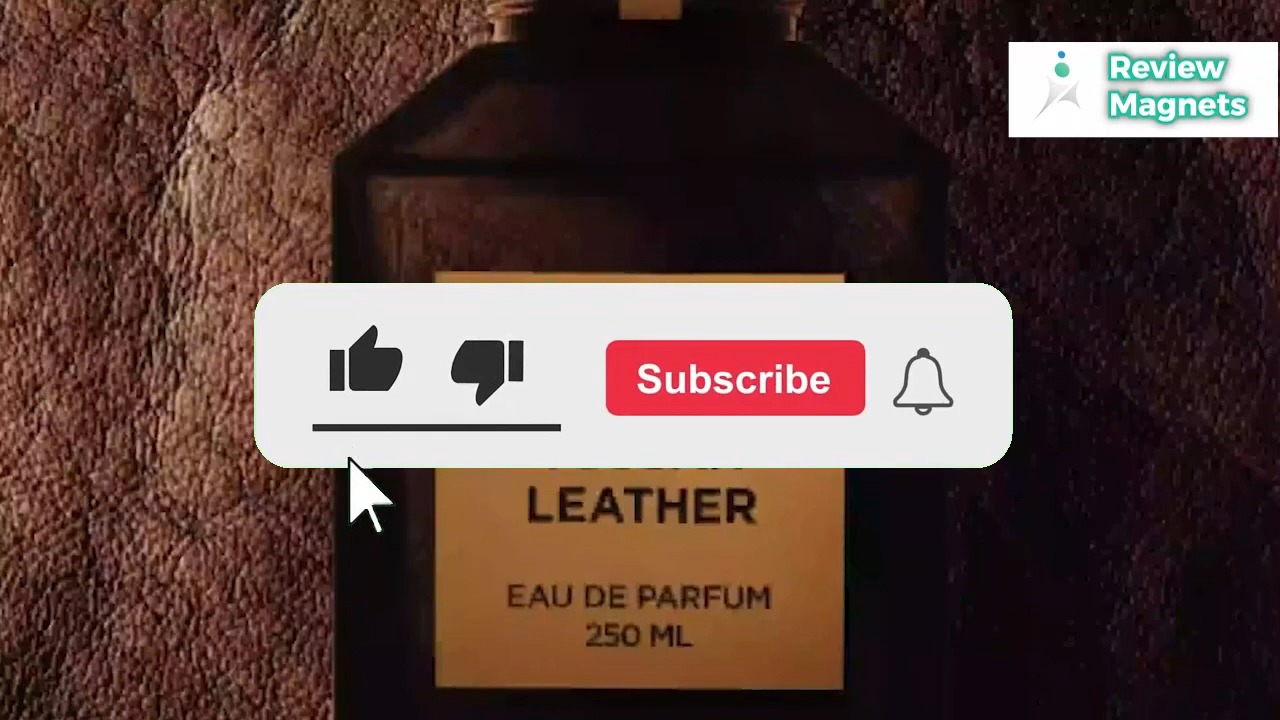 Review
Magnets
Subscribe
LEATHER
EAU DE PARFUM
250 ML